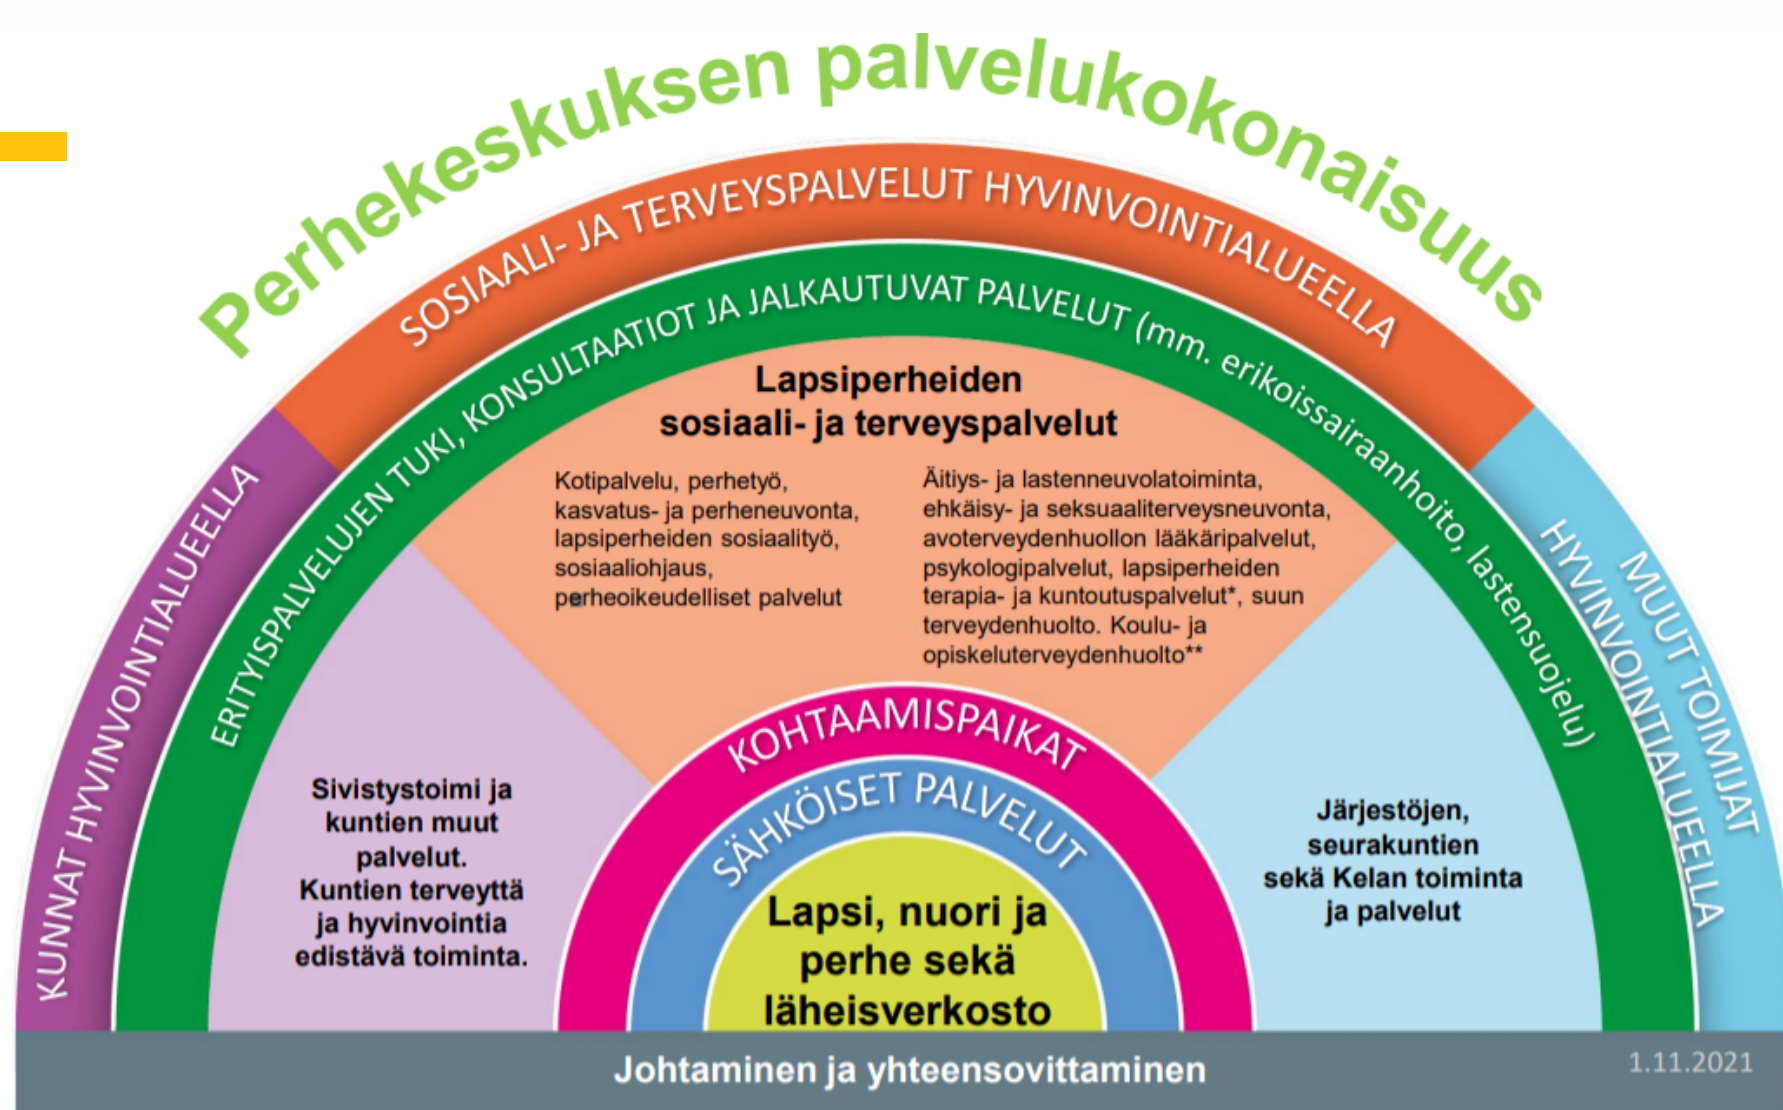 Perhekeskuksen palvelukokonaisuus
SOSIAALI- JA TERVEYSPALVELUT HYVINVOINTIALUEELLA
KUNNAT HYVINVOINTIALUEELLA
MUUT TOIMIJAT
HYVINVOINTIALUEELLA
ERITYISPALVELUJEN TUKI, KONSULTAATIOT JA JALKAUTUVAT PALVELUT (mm. erikoissairaanhoito, lastensuojelu)
Lapsiperheiden
sosiaali- ja terveyspalvelut
Kotipalvelu, perhetyö,
kasvatus- ja perheneuvonta,
lapsiperheiden sosiaalityö,
sosiaaliohjaus,
perheoikeudelliset palvelut
Äitiys- ja lastenneuvolatoiminta,
ehkäisy- ja seksuaaliterveysneuvonta,
avoterveydenhuollon lääkäripalvelut,
psykologipalvelut, lapsiperheiden
terapia- ja kuntoutuspalvelut*, suun
terveydenhuolto. Koulu- ja
opiskeluterveydenhuolto**
Sivistystoimi ja
kuntien muut
palvelut.
Kuntien terveyttä
ja hyvinvointia
edistävä toiminta.
Järjestöjen,
seurakuntien
sekä Kelan toiminta
ja palvelut
KOHTAAMISPAIKAT
SÄHKÖISET PALVELUT
Lapsi, nuori ja
perhe sekä
läheisverkosto
Johtaminen ja yhteensovittaminen
1.11.2021